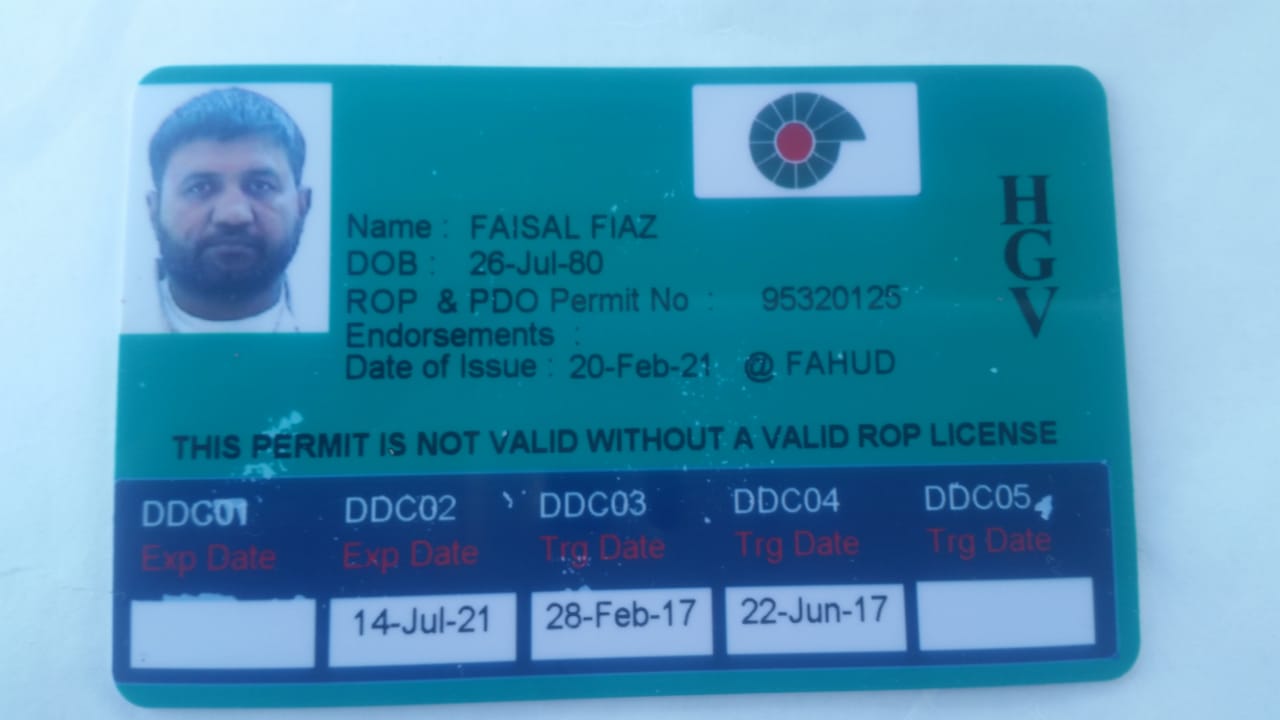 Name : FAISAL FIAZ
DOB : 26-Jul-80
ROP & PDO Permit No : 95320125
Endorsements :
Date of Issue : 20-Feb-21 @ FAHUD
HGV
THIS PERMIT IS NOT VALID WITHOUT A VALID ROP LICENSE
DDC01 DDC02 DDC03 DDC04 DDC05
Exp Date Exp Date Trg Date Trg Date Trg Date
14-Jul-21 28-Feb-17 22-Jun-17